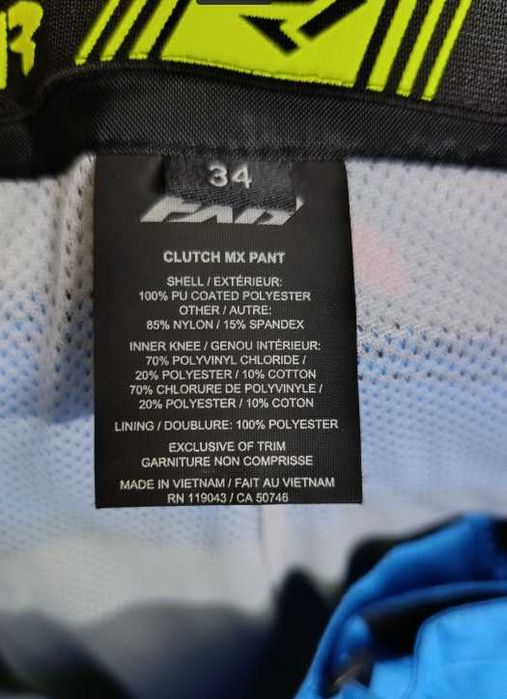 34
CLUTCH MX PANT
SHELL / EXTÉRIEUR:
100% PU COATED POLYESTER
OTHER / AUTRE:
85% NYLON / 15% SPANDEX
INNER KNEE / GENOU INTÉRIEUR:
70% POLYVINYL CHLORIDE /
20% POLYESTER / 10% COTTON
70% CHLORURE DE POLYVINYLE /
20% POLYESTER / 10% COTON
LINING / DOUBLURE: 100% POLYESTER
EXCLUSIVE OF TRIM
GARNITURE NON COMPRISSE
MADE IN VIETNAM / FAIT AU VIETNAM
RN 119043 / CA 50746